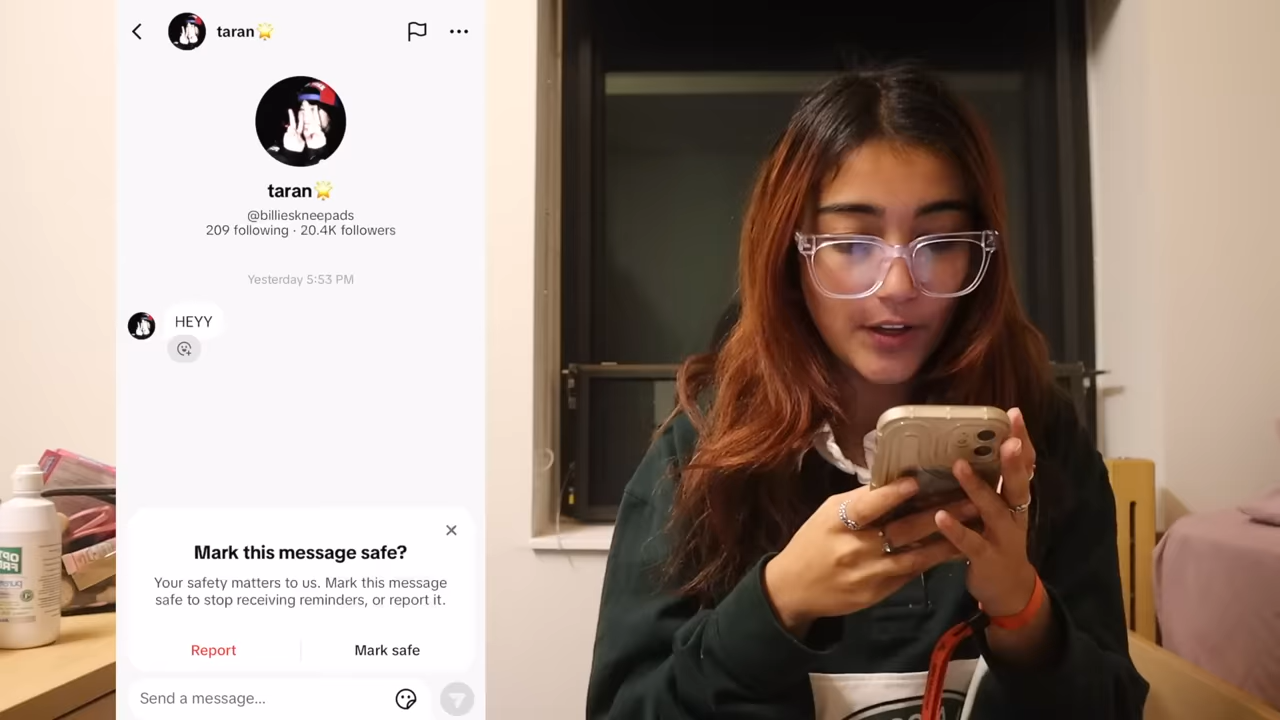 taran🌟
taran🌟
@billieskneepads
209 following · 20.4K followers
Yesterday 5:53 PM
HEYY
Mark this message safe?
Your safety matters to us. Mark this message
safe to stop receiving reminders, or report it.
Report
Mark safe
Send a message...